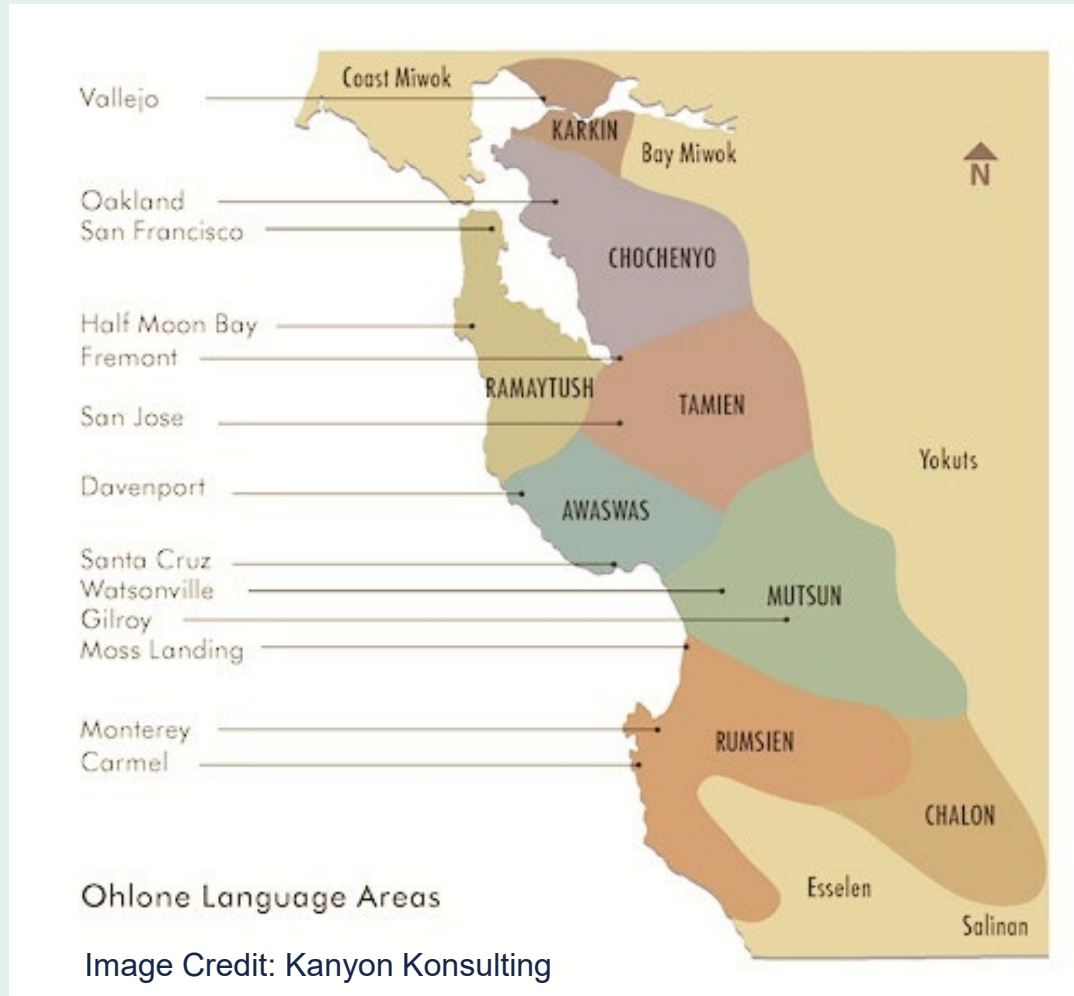 Coast Miwok
Vallejo
KARKIN
Bay Miwok
N
Oakland
San Francisco
CHOCHENYO
Half Moon Bay
Fremont
RAMAYTUSH
TAMIEN
San Jose
Yokuts
Davenport
AWASWAS
Santa Cruz
Watsonville
MUTSUN
Gilroy
Moss Landing
Monterey
RUMSIEN
Carmel
CHALON
Esselen
Ohlone Language Areas
Salinan
Image Credit: Kanyon Konsulting